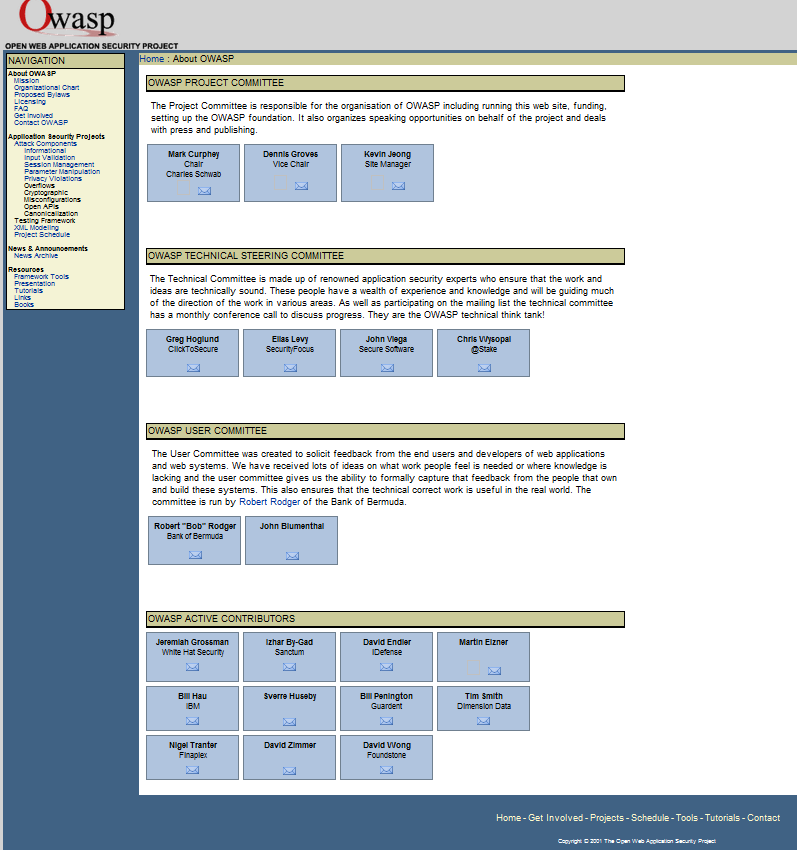 Owasp
OPEN WEB APPLICATION SECURITY PROJECT
NAVIGATION
About OWASP
Mission
Organizational Chart
Proposed Bylaws
Licensing
FAQ
Get Involved
Contact OWASP
Application Security Projects
Attack Components
Informational
Input Validation
Session Management
Parameter Manipulation
Privacy Violations
Overflows
Cryptographic
Misconfigurations
Open APIs
Canonicalization
Testing Framework
XML Modeling
Project Schedule
News & Announcements
News Archive
Resources
Framework Tools
Presentation
Tutorials
Links
Books
Home : About OWASP
OWASP PROJECT COMMITTEE
The Project Committee is responsible for the organisation of OWASP including running this web site, funding,
setting up the OWASP foundation. It also organizes speaking opportunities on behalf of the project and deals
with press and publishing.
Mark Curphey
Chair
Charles Schwab
Dennis Groves
Vice Chair
Kevin Jeong
Site Manager
OWASP TECHNICAL STEERING COMMITTEE
The Technical Committee is made up of renowned application security experts who ensure that the work and
ideas are technically sound. These people have a wealth of experience and knowledge and will be guiding much
of the direction of the work in various areas. As well as participating on the mailing list the technical committee
has a monthly conference call to discuss progress. They are the OWASP technical think tank!
Greg Hoglund
ClickToSecure
Elias Levy
SecurityFocus
John Viega
Secure Software
Chris Wysopal
@Stake
OWASP USER COMMITTEE
The User Committee was created to solicit feedback from the end users and developers of web applications
and web systems. We have received lots of ideas on what work people feel is needed or where knowledge is
lacking and the user committee gives us the ability to formally capture that feedback from the people that own
and build these systems. This also ensures that the technical correct work is useful in the real world. The
committee is run by Robert Rodger of the Bank of Bermuda.
Robert "Bob" Rodger
Bank of Bermuda
John Blumenthal
OWASP ACTIVE CONTRIBUTORS
Jeremiah Grossman
White Hat Security
Izhar By-Gad
Sanctum
David Endler
IDefense
Martin Eizner
Bill Hau
IBM
Sverre Huseby
Bill Penington
Guardent
Tim Smith
Dimension Data
Nigel Tranter
Finaplex
David Zimmer
David Wong
Foundstone
Home - Get Involved - Projects - Schedule - Tools - Tutorials - Contact
Copyright © 2001 The Open Web Application Security Project